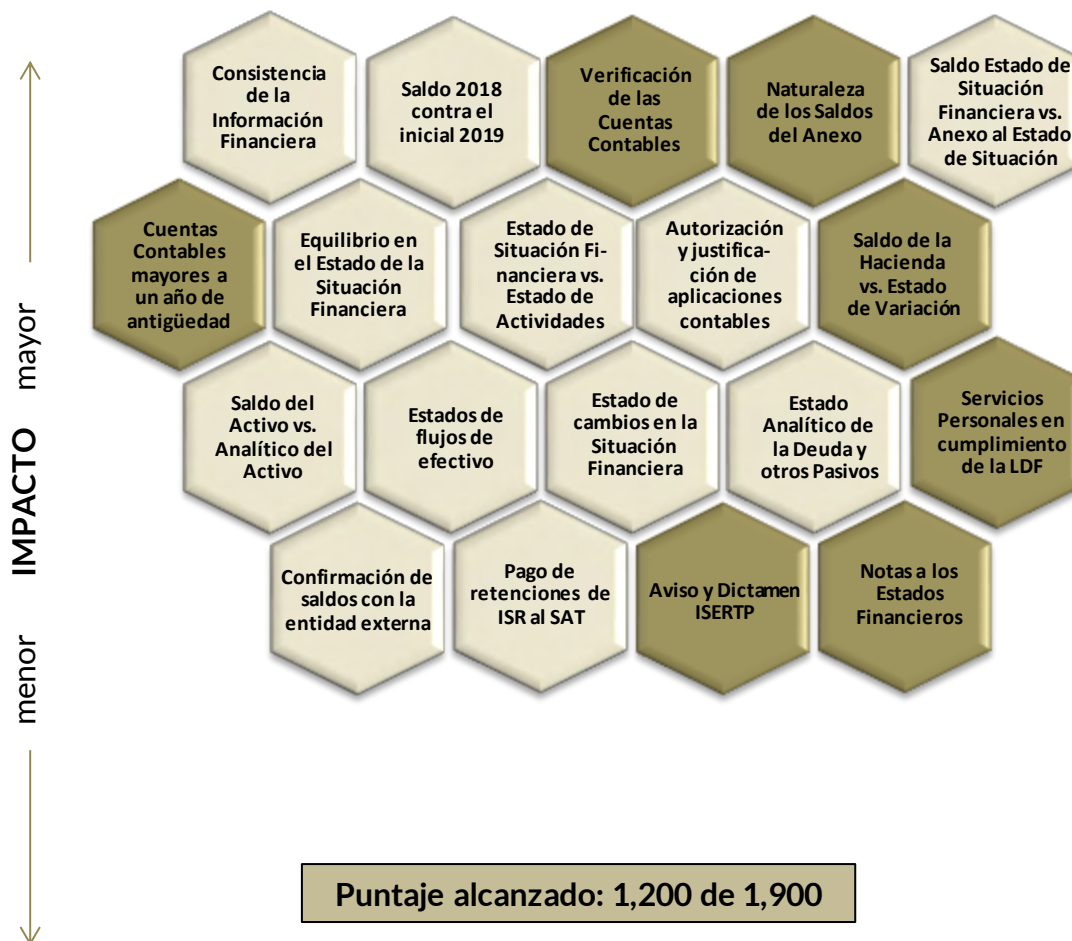 Consistencia
de la
Información
Financiera
Saldo 2018
contra el
inicial 2019
Verificación
de las
Cuentas
Contables
Naturaleza
de los Saldos
del Anexo
Saldo Estado de
Situación
Financiera vs.
Anexo al Estado
de Situación
Cuentas
Contables
mayores a
un año de
antigüedad
Equilibrio en
el Estado de la
Situación
Financiera
Estado de
Situación Fi-
nanciera vs.
Estado de
Actividades
Autorización
y justifica-
ción de
aplicaciones
contables
Saldo de la
Hacienda
vs. Estado
de Variación
Saldo del
Activo vs.
Analítico del
Activo
Estados de
flujos de
efectivo
Estado de
cambios en la
Situación
Financiera
Estado
Analítico de
la Deuda y
otros Pasivos
Servicios
Personales en
cumplimiento
de la LDF
Confirmación de
saldos con la
entidad externa
Pago de
retenciones de
ISR al SAT
Aviso y Dictamen
ISERTP
Notas a los
Estados
Financieros
menor IMPACTO mayor
Puntaje alcanzado: 1,200 de 1,900